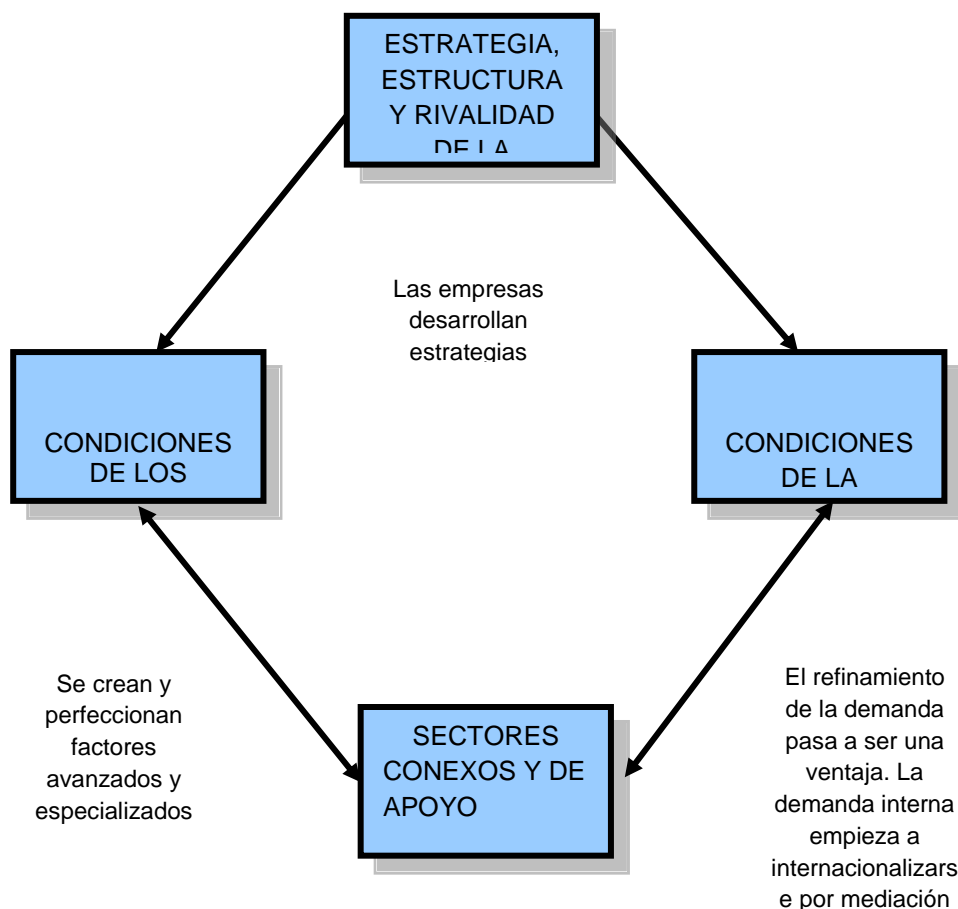 ESTRATEGIA,
ESTRUCTURA
Y RIVALIDAD
DE LA
Las empresas
desarrollan
estrategias
CONDICIONES
DE LOS
CONDICIONES
DE LA
Se crean y
perfeccionan
factores
avanzados y
especializados
SECTORES
CONEXOS Y DE
APOYO
El refinamiento
de la demanda
pasa a ser una
ventaja. La
demanda interna
empieza a
internacionalizars
e por mediación